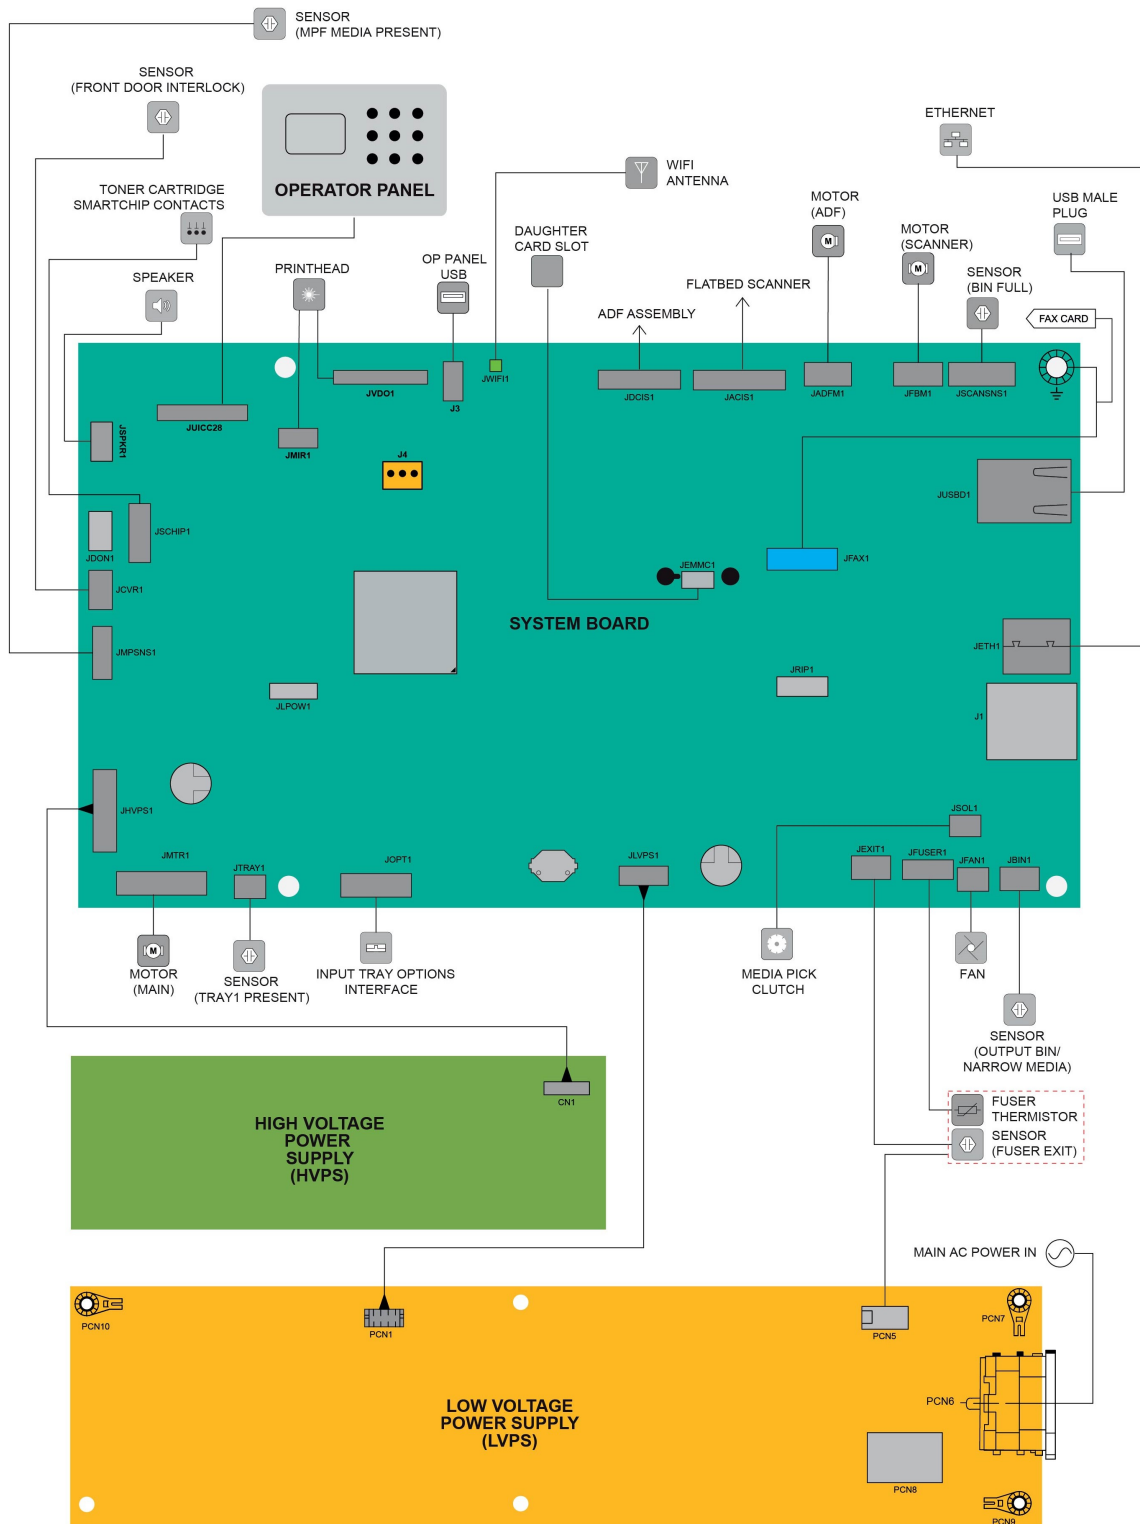 SENSOR
(MPF MEDIA PRESENT)
SENSOR
(FRONT DOOR INTERLOCK)
OPERATOR PANEL
ETHERNET
WIFI
ANTENNA
TONER CARTRIDGE
SMARTCHIP CONTACTS
MOTOR
(ADF)
USB MALE
PLUG
DAUGHTER
CARD SLOT
MOTOR
(SCANNER)
SPEAKER
PRINTHEAD
OP PANEL
USB
FLATBED SCANNER
SENSOR
(BIN FULL)
ADF ASSEMBLY
FAX CARD
M
M
JWIFI1
JVDO1
J3
JDCIS1
JACIS1
JADFM1
JFBM1
JSCANSNS1
JUICC28
JSPKR1
JMIR1
J4
JUSBD1
JSCHIP1
JDON1
JCVR1
JFAX1
JEMMC1
SYSTEM BOARD
JMPSNS1
JETH1
JRIP1
JLPOW1
J1
JHVPS1
JSOL1
JMTR1
JTRAY1
JOPT1
JLVPS1
JEXIT1
JFUSER1
JFAN1
JBIN1
M
MOTOR
(MAIN)
SENSOR
(TRAY1 PRESENT)
INPUT TRAY OPTIONS
INTERFACE
MEDIA PICK
CLUTCH
FAN
SENSOR
(OUTPUT BIN/
NARROW MEDIA)
CN1
HIGH VOLTAGE
POWER
SUPPLY
(HVPS)
FUSER
THERMISTOR
SENSOR
(FUSER EXIT)
MAIN AC POWER IN
PCN10
PCN1
PCN5
PCN7
LOW VOLTAGE
POWER SUPPLY
(LVPS)
PCN6
PCN8
PCN9